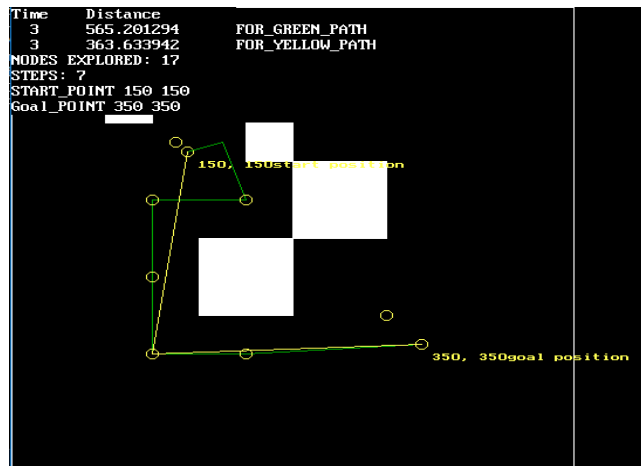 Time Distance
3 565.201294 FOR_GREEN_PATH
3 363.633942 FOR_YELLOW_PATH
NODES EXPLORED: 17
STEPS: 7
START_POINT 150 150
Goal_POINT 350 350
150, 150start position
350, 350goal position